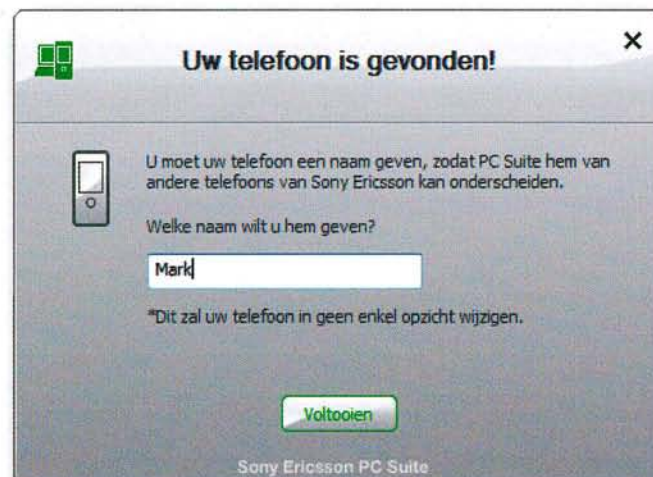 Uw telefoon is gevonden!
U moet uw telefoon een naam geven, zodat PC Suite hem van
andere telefoons van Sony Ericsson kan onderscheiden.
Welke naam wilt u hem geven?
Mark
*Dit zal uw telefoon in geen enkel opzicht wijzigen.
Voltooien
Sony Ericsson PC Suite